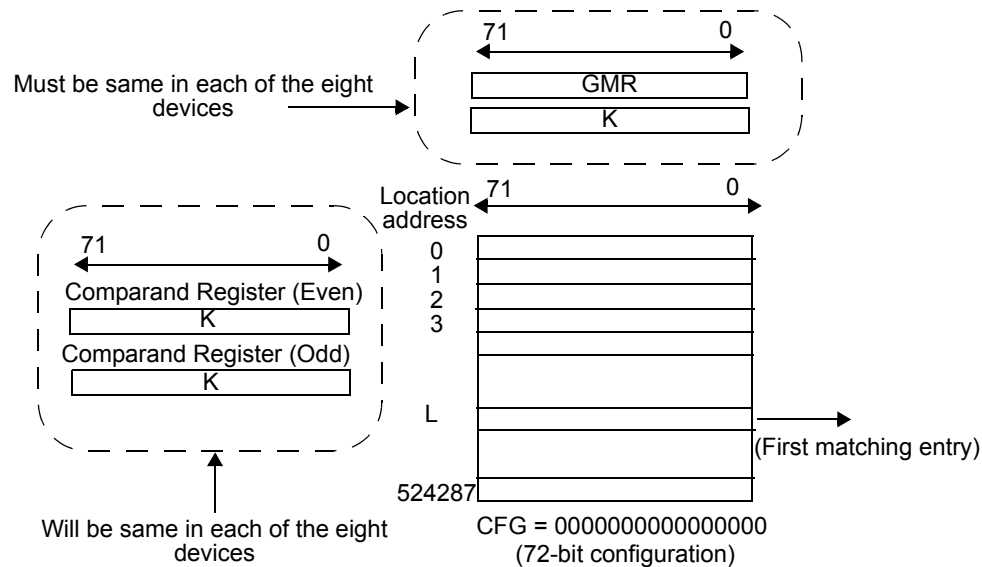 71 0
GMR
K
Must be same in each of the eight
devices
Location
address
71 0
0
1
2
3
L
524287
(First matching entry)
CFG = 0000000000000000
(72-bit configuration)
71 0
Comparand Register (Even)
K
Comparand Register (Odd)
K
Will be same in each of the eight
devices